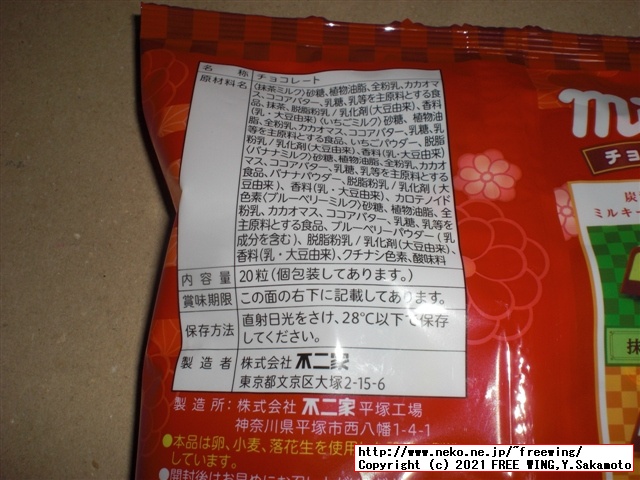 名称 チョコレート
原材料名 (抹茶ミルク)砂糖、植物油脂、全粉乳、カカオマ
ス、ココアバター、乳糖、乳等を主原料とする食
品、抹茶、脱脂粉乳/乳化剤(大豆由来)、香料
(乳・大豆由来)(いちごミルク)砂糖、植物油
脂、全粉乳、カカオマス、ココアバター、乳糖、乳
等を主原料とする食品、いちごパウダー、脱脂
粉乳/乳化剤(大豆由来)、香料(乳・大豆由来)
(バナナミルク)砂糖、植物油脂、全粉乳、カカオ
マス、ココアバター、乳糖、乳等を主原料とする
食品、バナナパウダー、脱脂粉乳/乳化剤(大
豆由来)、香料(乳・大豆由来)、カロテノイド
色素(ブルーベリーミルク)砂糖、植物油脂、全
粉乳、カカオマス、ココアバター、乳糖、乳等を
主原料とする食品、ブルーベリーパウダー(乳
成分を含む)、脱脂粉乳/乳化剤(大豆由来)、
香料(乳・大豆由来)、クチナシ色素、酸味料
内容量 20粒(個包装してあります。)
賞味期限 この面の右下に記載してあります。
保存方法 直射日光をさけ、28℃以下で保存
してください。
製造者 株式会社 不二家
東京都文京区大塚2-15-6
製造所:株式会社 不二家 平塚工場
神奈川県平塚市西八幡1-4-1
●本品は卵、小麦、落花生を使用し
しています。
チョ
ミルキー
抹
http://www.neko.ne.jp/~freewing/
Copyright (c) 2021 FREE WING,Y.Sakamoto